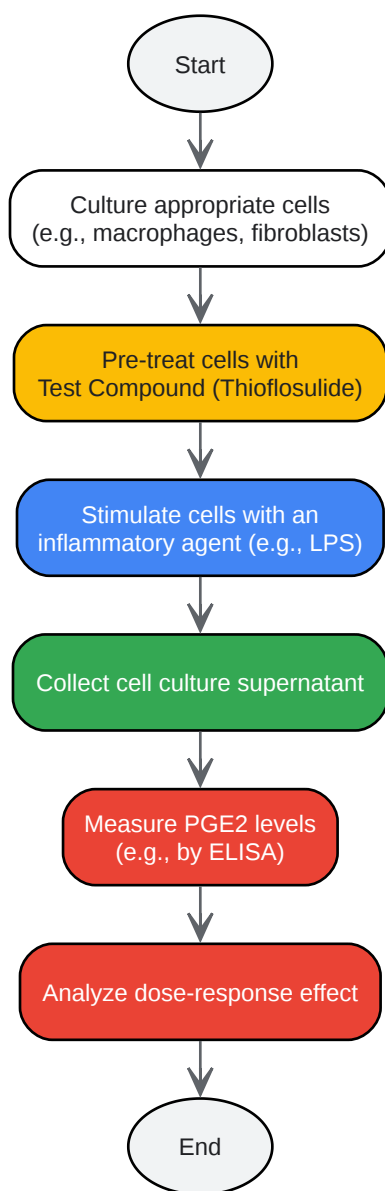 Start
Culture appropriate cells
(e.g., macrophages, fibroblasts)
Pre-treat cells with
Test Compound (Thioflosulide)
Stimulate cells with an
inflammatory agent (e.g., LPS)
Collect cell culture supernatant
Measure PGE2 levels
(e.g., by ELISA)
Analyze dose-response effect
End